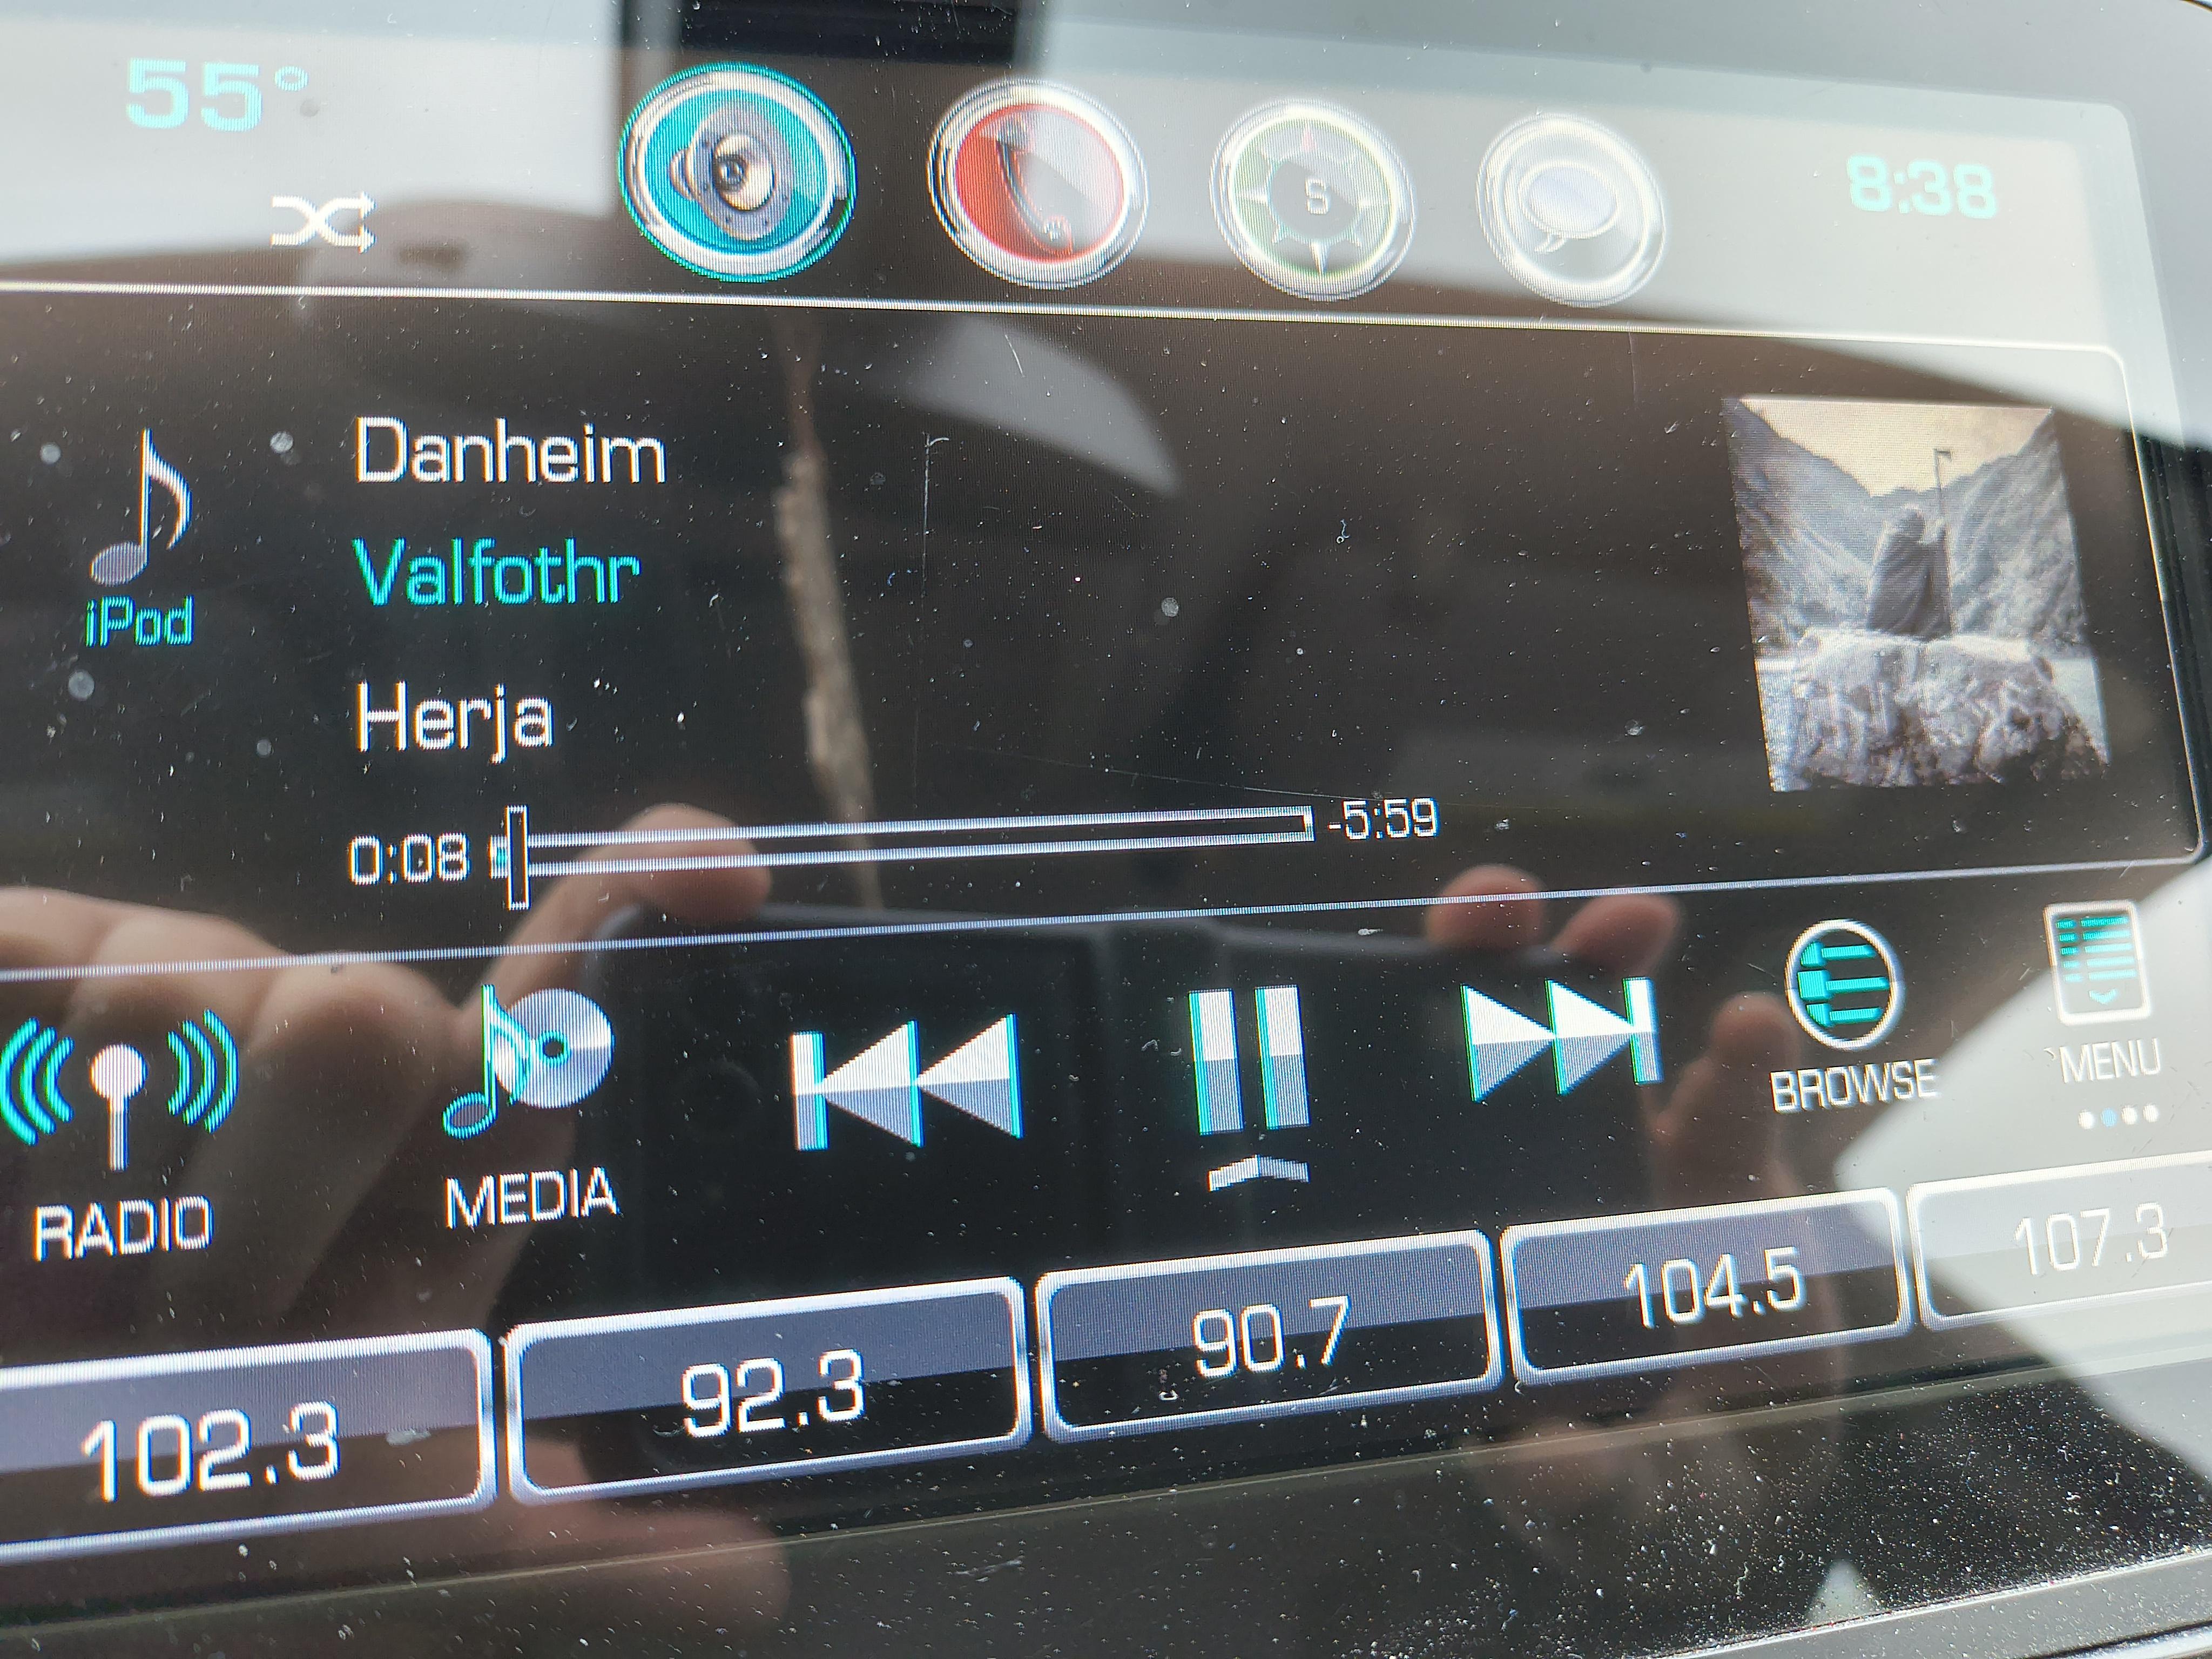 55° 8:38
S
Danheim
Valfothr
iPod
Herja
0:08 -5:59
RADIO MEDIA BROWSE MENU
102.3 92.3 90.7 104.5 107.3